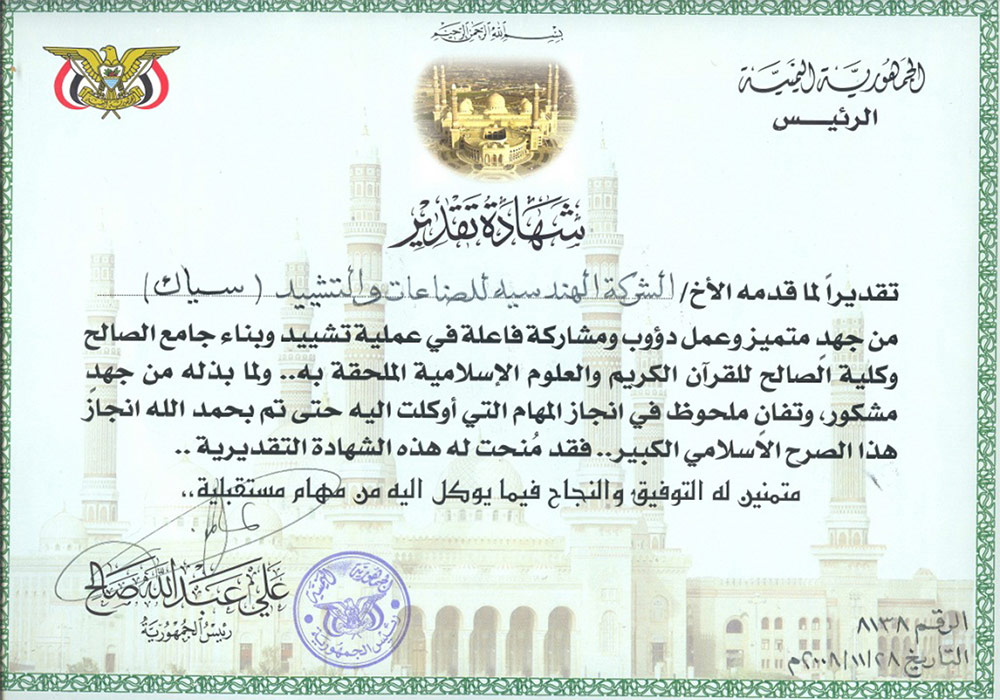 بسم الله الرحمن الرحيم
الجمهورية اليمنية
الرئيس
شهادة تقدير
تقديراً لما قدمه الأخ/ الشركة الهندسية للصناعات والتشييد (سياك)
من جهدٍ متميز وعمل دؤوب ومشاركة فاعلة في عملية تشييد وبناء جامع الصالح
وكلية الصالح للقرآن الكريم والعلوم الإسلامية الملحقة به.. ولما بذله من جهدٍ
مشكور، وتفانٍ ملحوظ في انجاز المهام التي أوكلت اليه حتى تم بحمد الله انجاز
هذا الصرح الاسلامي الكبير.. فقد مُنحت له هذه الشهادة التقديرية ..
متمنين له التوفيق والنجاح فيما يوكل اليه من مهام مستقبلية،،
علي عبدالله صالح
رئيس الجمهورية
الجمهورية اليمنية
رئيس الجمهورية
الرقم ٨١٣٨
التاريخ ٢٠٠٨/١١/٢٨م